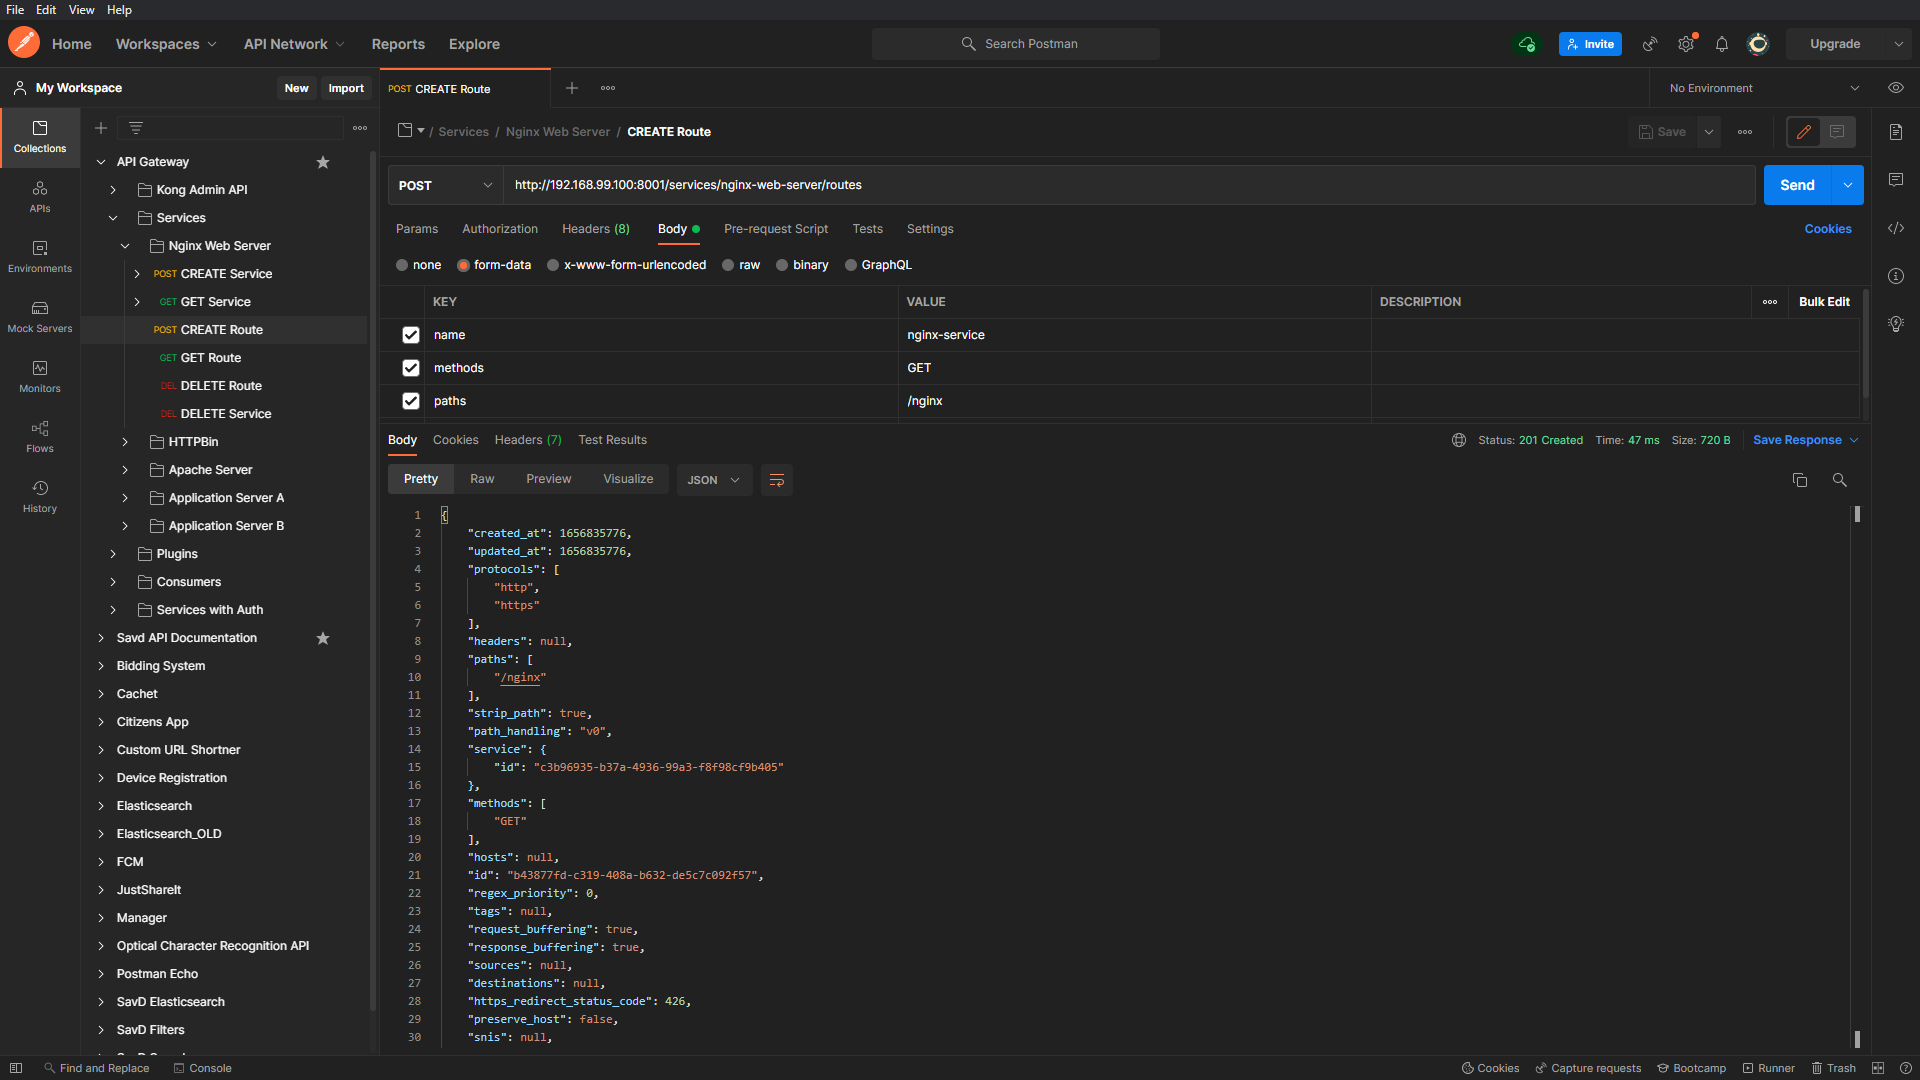 File Edit View Help
Home Workspaces API Network Reports Explore Search Postman Invite Upgrade
My Workspace New Import POST CREATE Route No Environment
Collections
APIs
Environments
Mock Servers
Monitors
Flows
History
API Gateway
Kong Admin API
Services
Nginx Web Server
POST CREATE Service
GET GET Service
POST CREATE Route
GET GET Route
DEL DELETE Route
DEL DELETE Service
HTTPBin
Apache Server
Application Server A
Application Server B
Plugins
Consumers
Services with Auth
Savd API Documentation
Bidding System
Cachet
Citizens App
Custom URL Shortner
Device Registration
Elasticsearch
Elasticsearch_OLD
FCM
JustShareIt
Manager
Optical Character Recognition API
Postman Echo
SavD Elasticsearch
SavD Filters
/ Services / Nginx Web Server / CREATE Route Save
POST http://192.168.99.100:8001/services/nginx-web-server/routes Send
Params Authorization Headers (8) Body Pre-request Script Tests Settings Cookies
none form-data x-www-form-urlencoded raw binary GraphQL
KEY VALUE DESCRIPTION Bulk Edit
name nginx-service
methods GET
paths /nginx
Body Cookies Headers (7) Test Results Status: 201 Created Time: 47 ms Size: 720 B Save Response
Pretty Raw Preview Visualize JSON
1 {
2 "created_at": 1656835776,
3 "updated_at": 1656835776,
4 "protocols": [
5 "http",
6 "https"
7 ],
8 "headers": null,
9 "paths": [
10 "/nginx"
11 ],
12 "strip_path": true,
13 "path_handling": "v0",
14 "service": {
15 "id": "c3b96935-b37a-4936-99a3-f8f98cf9b405"
16 },
17 "methods": [
18 "GET"
19 ],
20 "hosts": null,
21 "id": "b43877fd-c319-408a-b632-de5c7c092f57",
22 "regex_priority": 0,
23 "tags": null,
24 "request_buffering": true,
25 "response_buffering": true,
26 "sources": null,
27 "destinations": null,
28 "https_redirect_status_code": 426,
29 "preserve_host": false,
30 "snis": null,
Find and Replace Console Cookies Capture requests Bootcamp Runner Trash